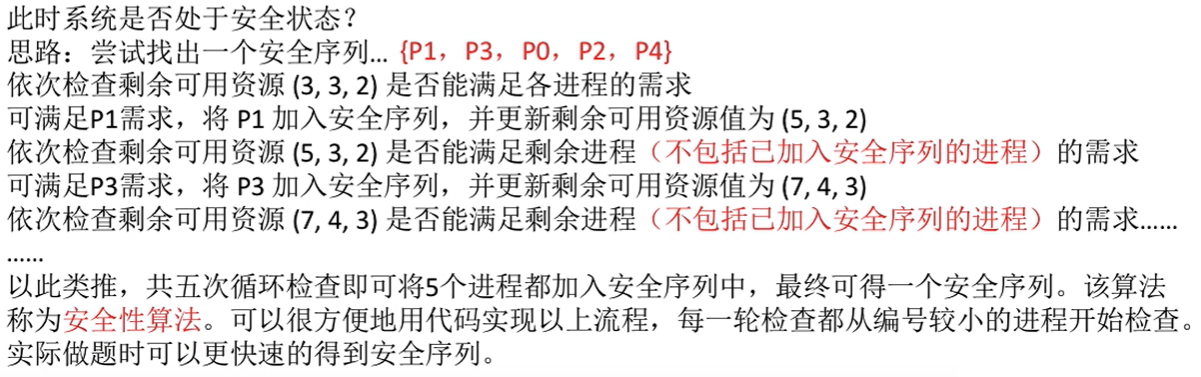 此时系统是否处于安全状态？
思路：尝试找出一个安全序列... {P1，P3，P0，P2，P4}
依次检查剩余可用资源 (3, 3, 2) 是否能满足各进程的需求
可满足P1需求，将 P1 加入安全序列，并更新剩余可用资源值为 (5, 3, 2)
依次检查剩余可用资源 (5, 3, 2) 是否能满足剩余进程（不包括已加入安全序列的进程）的需求
可满足P3需求，将 P3 加入安全序列，并更新剩余可用资源值为 (7, 4, 3)
依次检查剩余可用资源 (7, 4, 3) 是否能满足剩余进程（不包括已加入安全序列的进程）的需求......
......
以此类推，共五次循环检查即可将5个进程都加入安全序列中，最终可得一个安全序列。该算法
称为安全性算法。可以很方便地用代码实现以上流程，每一轮检查都从编号较小的进程开始检查。
实际做题时可以更快速的得到安全序列。